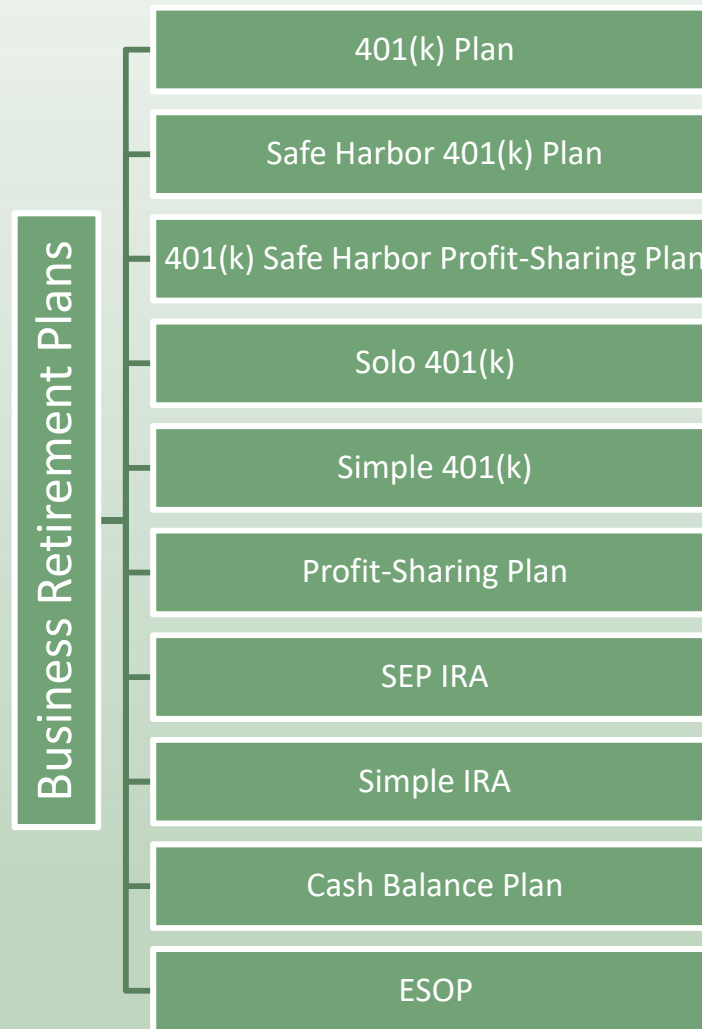 Business Retirement Plans
401(k) Plan
Safe Harbor 401(k) Plan
401(k) Safe Harbor Profit-Sharing Plan
Solo 401(k)
Simple 401(k)
Profit-Sharing Plan
SEP IRA
Simple IRA
Cash Balance Plan
ESOP